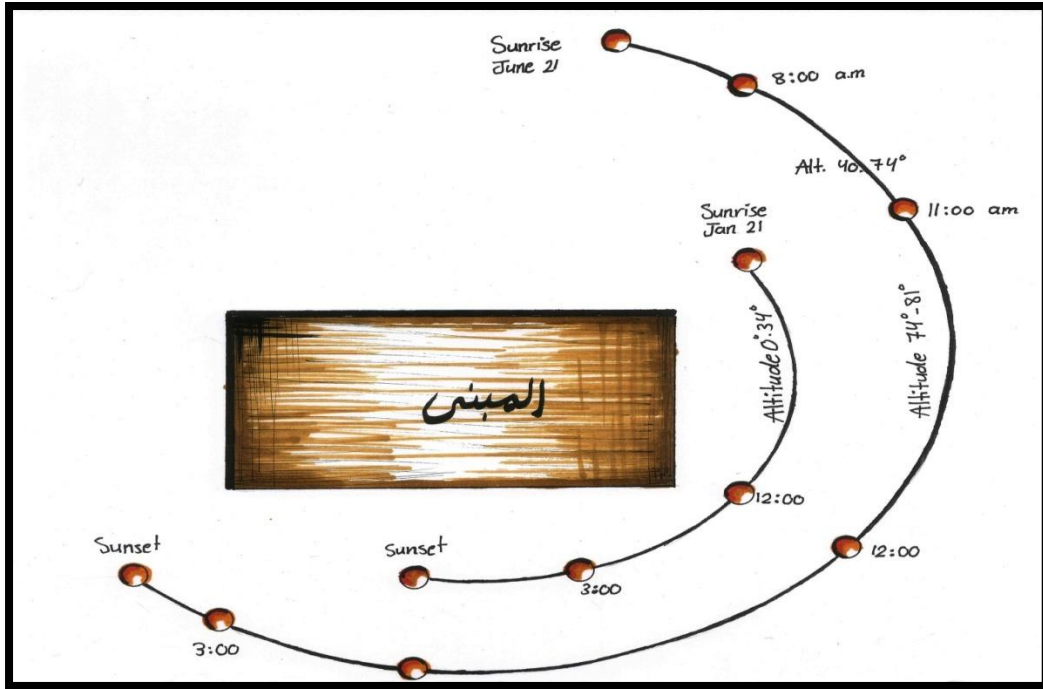 Sunrise
June 21
8:00 a.m
Alt. 40.74°
11:00 am
Sunrise
Jan 21
Altitude 0°.34°
Altitude 74°-81°
المبنى
12:00
Sunset
Sunset
12:00
3:00
3:00